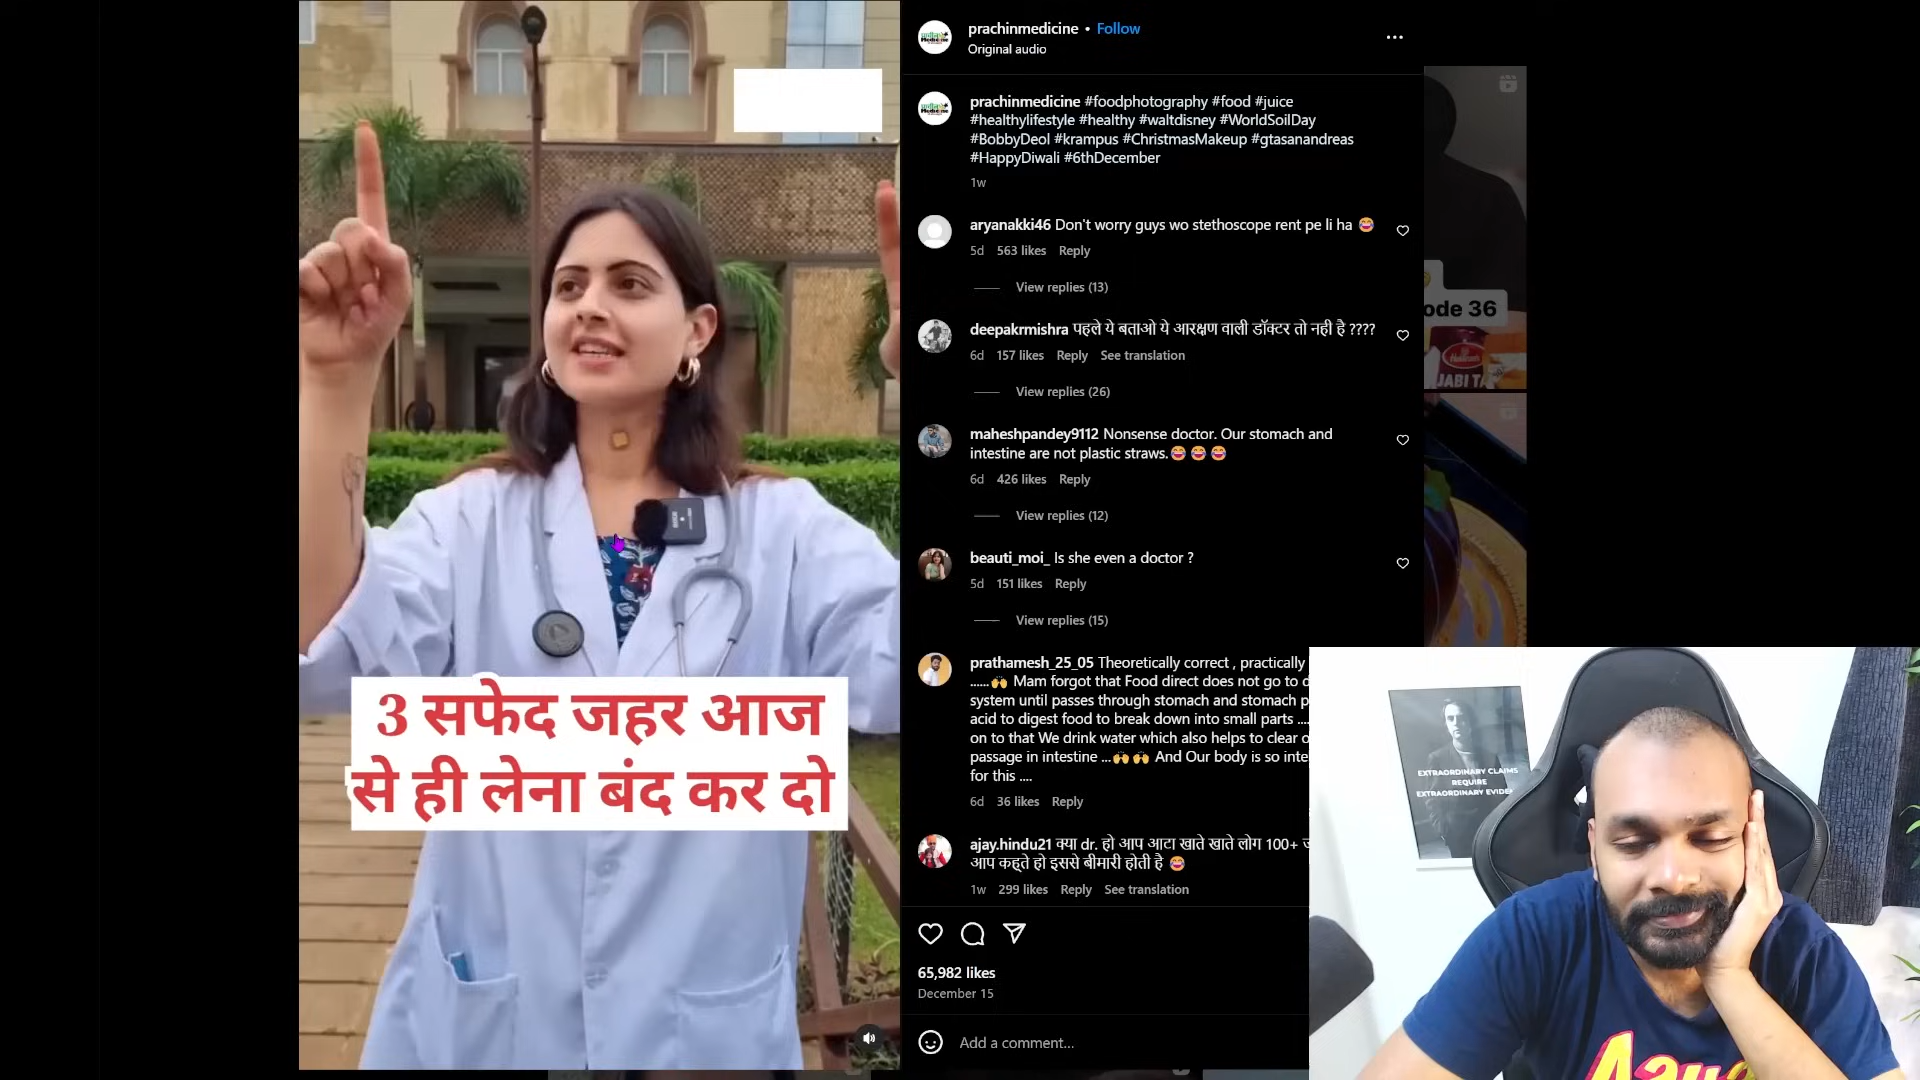 3 सफेद जहर आज
से ही लेना बंद कर दो
prachinmedicine • Follow
Original audio
prachinmedicine #foodphotography #food #juice
#healthylifestyle #healthy #waltdisney #WorldSoilDay
#BobbyDeol #krampus #ChristmasMakeup #gtasanandreas
#HappyDiwali #6thDecember
1w
aryanakki46 Don't worry guys wo stethoscope rent pe li ha 😂
5d 563 likes Reply
View replies (13)
deepakrmishra पहले ये बताओ ये आरक्षण वाली डॉक्टर तो नही है ????
6d 157 likes Reply See translation
View replies (26)
maheshpandey9112 Nonsense doctor. Our stomach and
intestine are not plastic straws.😂 😂 😂
6d 426 likes Reply
View replies (12)
beauti_moi_ Is she even a doctor ?
5d 151 likes Reply
View replies (15)
prathamesh_25_05 Theoretically correct , practically
......🙌 Mam forgot that Food direct does not go to
system until passes through stomach and stomach
acid to digest food to break down into small parts ....
on to that We drink water which also helps to clear
passage in intestine ...🙌 🙌 And Our body is so
for this ....
6d 36 likes Reply
ajay.hindu21 क्या dr. हो आप आटा खाते खाते लोग 100+
आप कह्ते हो इससे बीमारी होती है 😂
1w 299 likes Reply See translation
65,982 likes
December 15
Add a comment...
ode 36
EXTRAORDINARY CLAIMS
REQUIRE
EXTRAORDINARY